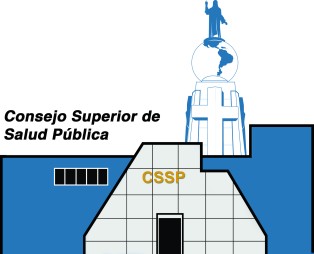 Consejo Superior de
Salud Pública
CSSP